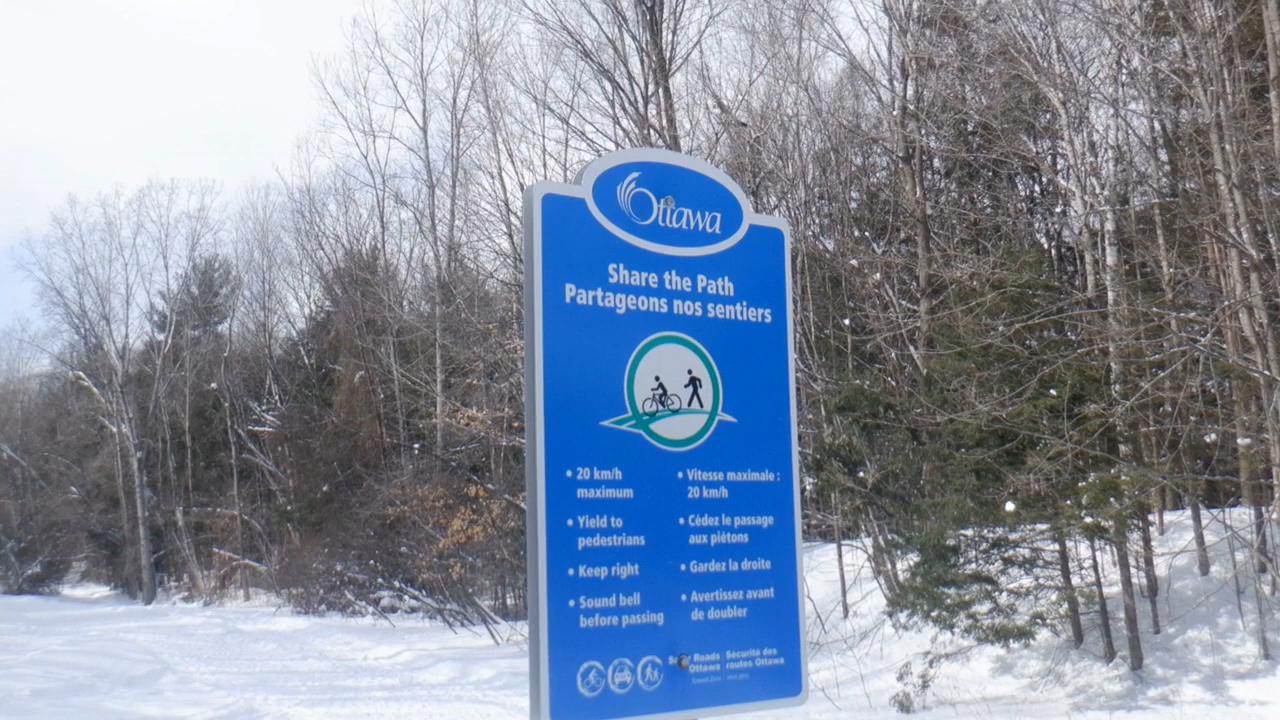 Ottawa
Share the Path
Partageons nos sentiers
• 20 km/h
maximum
• Yield to
pedestrians
• Keep right
• Sound bell
before passing
• Vitesse maximale :
20 km/h
• Cédez le passage
aux piétons
• Gardez la droite
• Avertissez avant
de doubler
Roads
Ottawa
Sécurité des
routes Ottawa